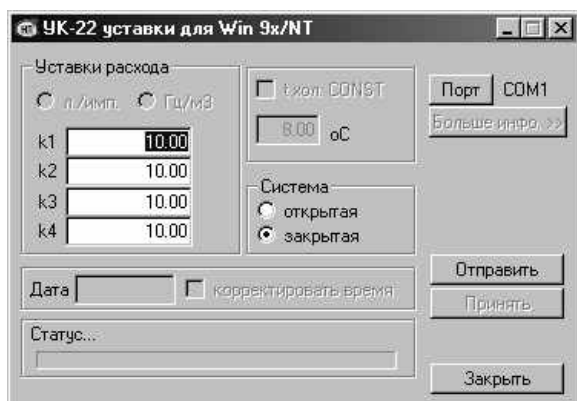 УК-22 уставки для Win 9x/NT
Уставки расхода
л./имп. Гц/м3
k1 10.00
k2 10.00
k3 10.00
k4 10.00
t хол. CONST
8.00 oC
Система
открытая
закрытая
Порт COM1
Больше инфо. >>
Дата корректировать время
Статус...
Отправить
Принять
Закрыть